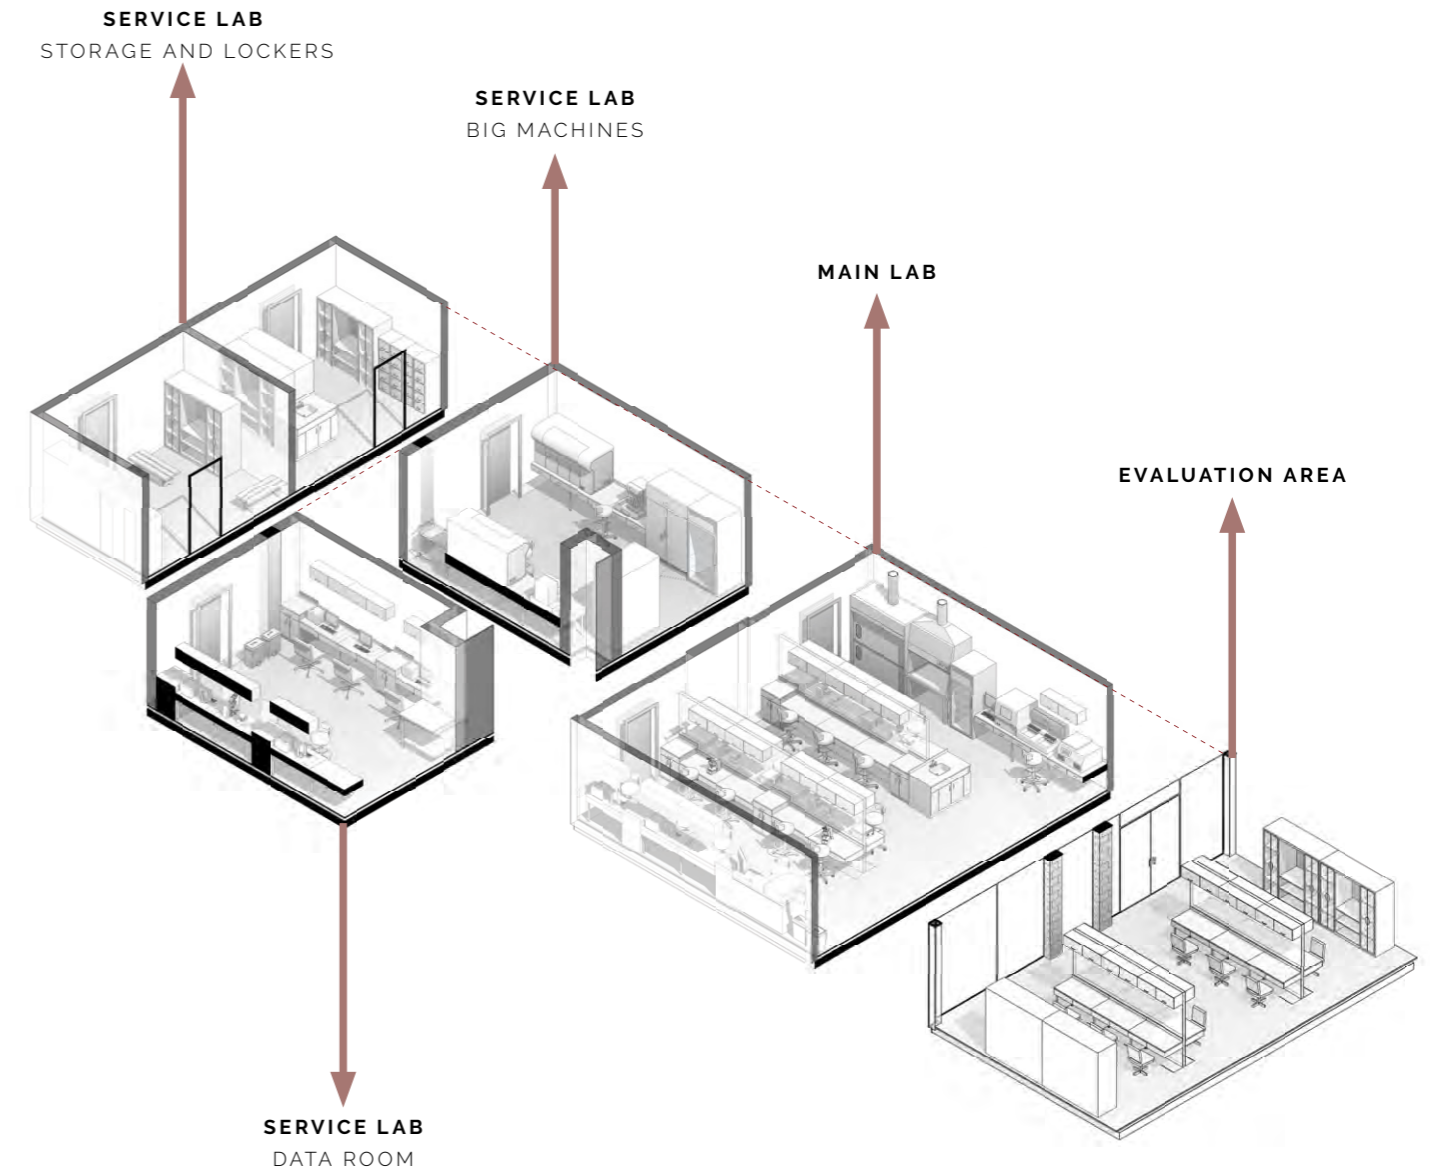 SERVICE LAB
STORAGE AND LOCKERS
SERVICE LAB
BIG MACHINES
MAIN LAB
EVALUATION AREA
SERVICE LAB
DATA ROOM